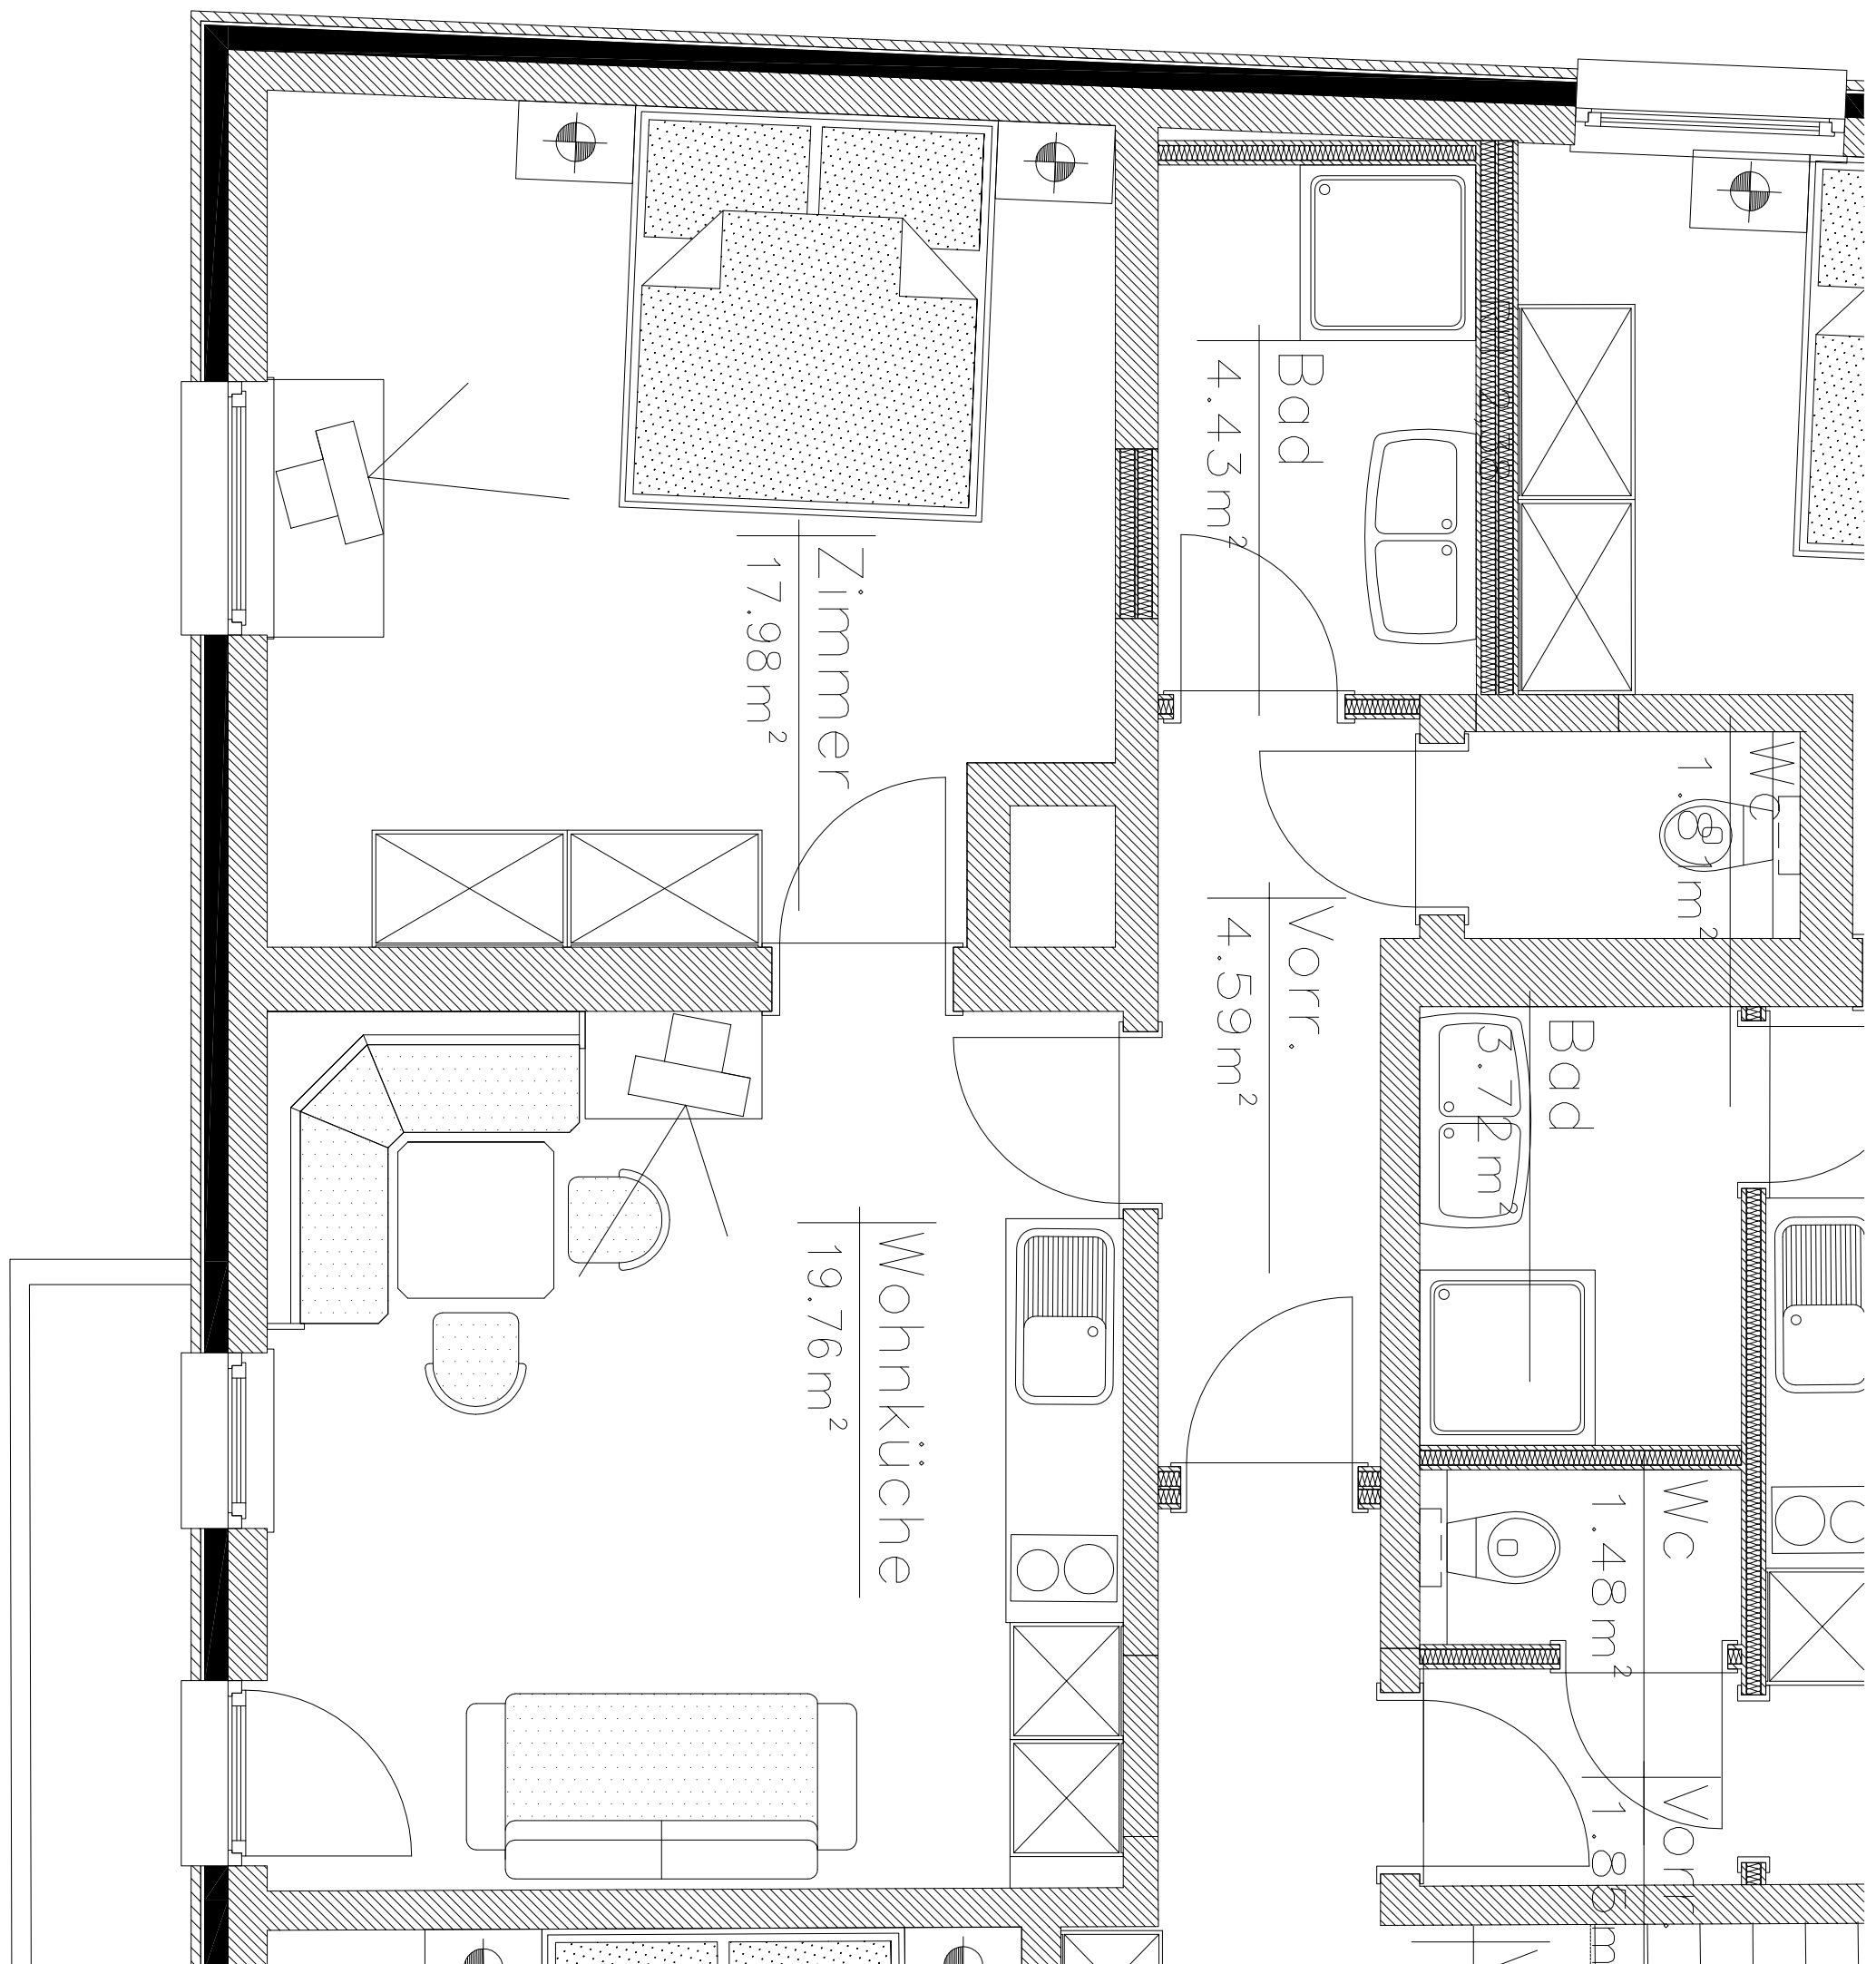 Zimmer
17.98m²
Bad
4.43m²
Wc
1.81m²
Vorr.
4.59m²
Bad
3.72m²
Wohnküche
19.76m²
Wc
1.48m²
Vorr.
1.85m